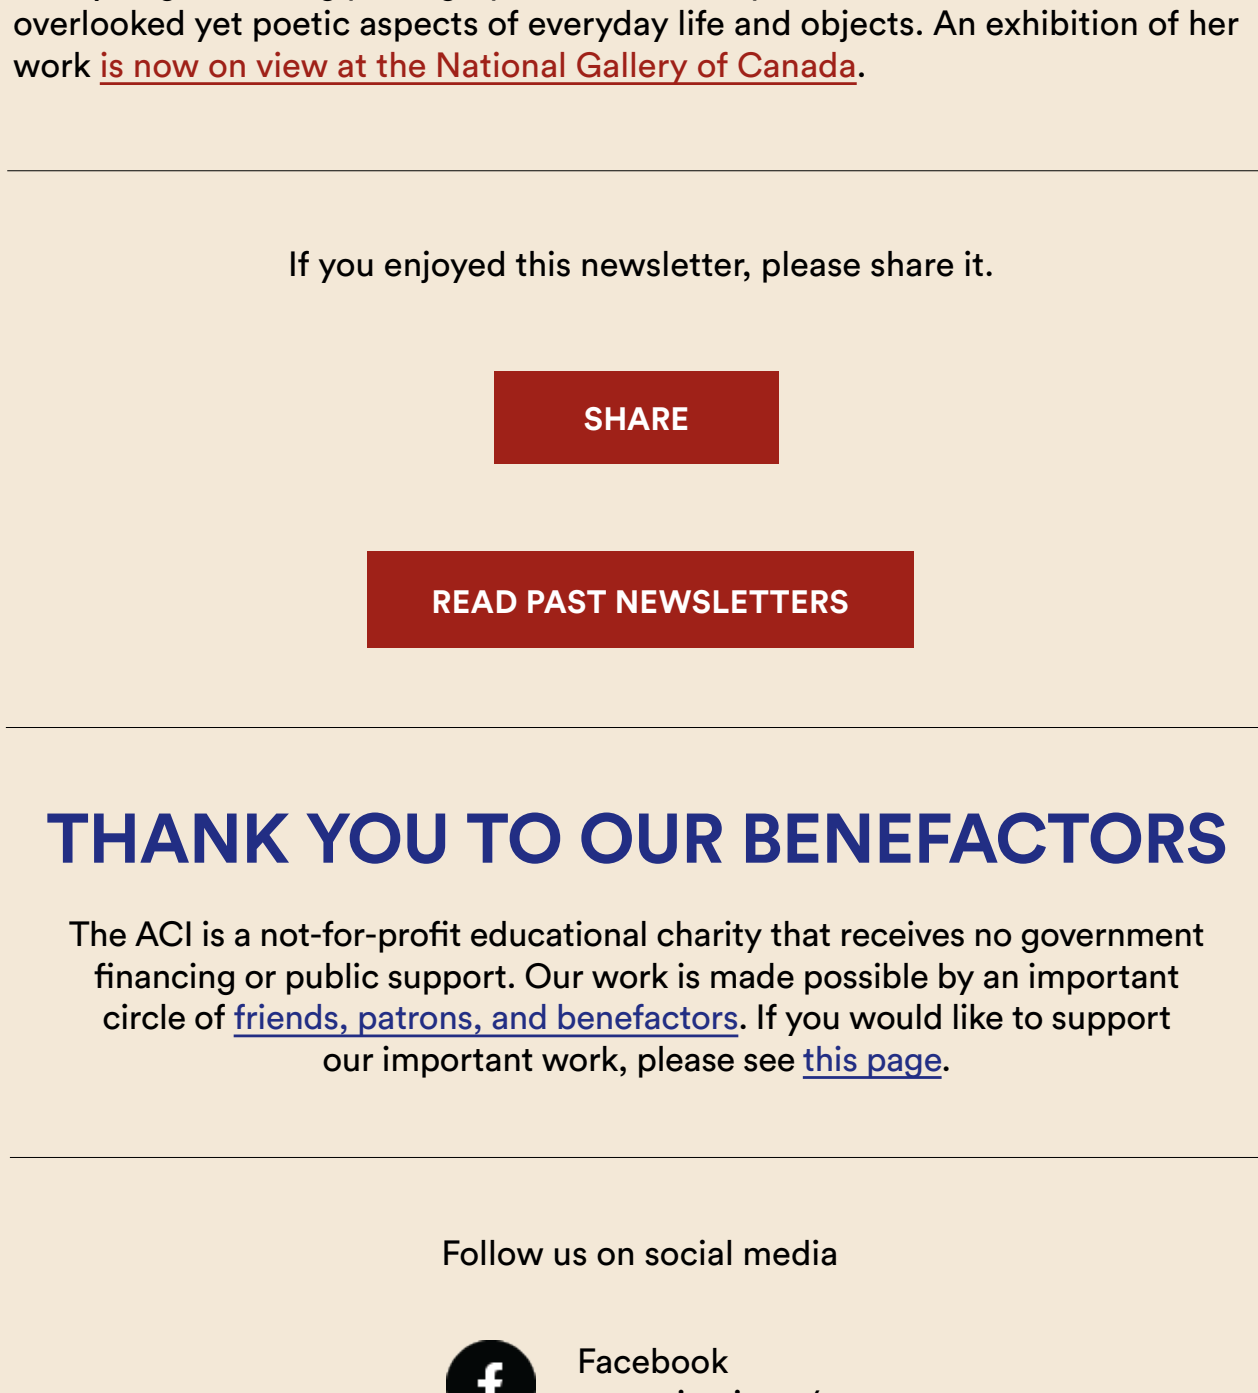 overlooked yet poetic aspects of everyday life and objects. An exhibition of her
work is now on view at the National Gallery of Canada.
If you enjoyed this newsletter, please share it.
SHARE
READ PAST NEWSLETTERS
THANK YOU TO OUR BENEFACTORS
The ACI is a not-for-profit educational charity that receives no government
financing or public support. Our work is made possible by an important
circle of friends, patrons, and benefactors. If you would like to support
our important work, please see this page.
Follow us on social media
Facebook